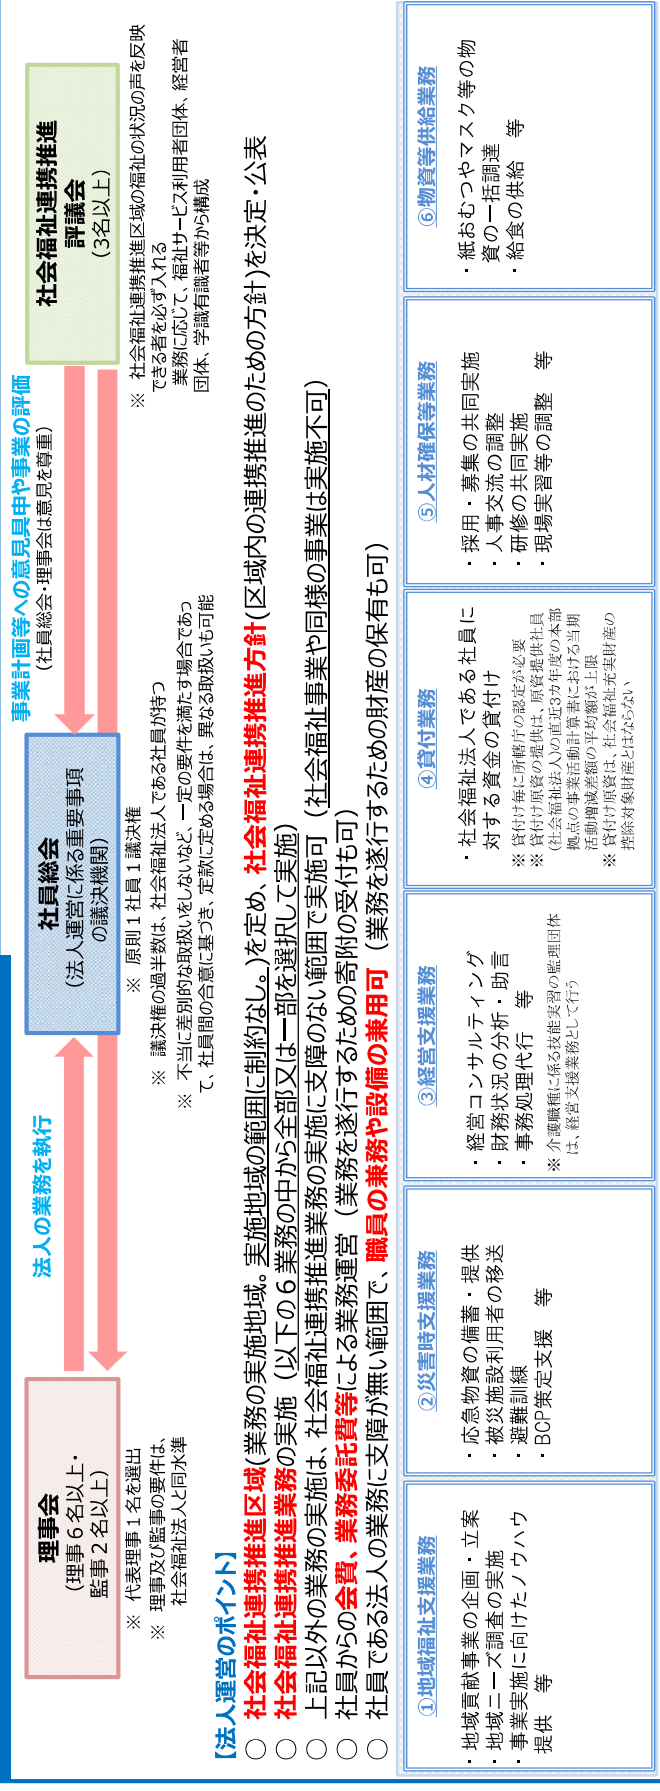 法人の業務を執行
事業計画等への意見具申や事業の評価
(社員総会・理事会は意見を尊重)
理事会
(理事６名以上・
監事２名以上)
※ 代表理事１名を選出
※ 理事及び監事の要件は、
社会福祉法人と同水準
社員総会
(法人運営に係る重要事項
の議決機関)
※ 原則１社員１議決権
※ 議決権の過半数は、社会福祉法人である社員が持つ
※ 不当に差別的な取扱いをしないなど、一定の要件を満たす場合であっ
て、社員間の合意に基づき、定款に定める場合は、異なる取扱いも可能
社会福祉連携推進
評議会
(３名以上)
※ 社会福祉連携推進区域の福祉の状況の声を反映
できる者を必ず入れる
業務に応じて、福祉サービス利用者団体、経営者
団体、学識有識者等から構成
【法人運営のポイント】
○ 社会福祉連携推進区域(業務の実施地域。実施地域の範囲に制約なし。)を定め、社会福祉連携推進方針(区域内の連携推進のための方針)を決定・公表
○ 社会福祉連携推進業務の実施（以下の６業務の中から全部又は一部を選択して実施）
○ 上記以外の業務の実施は、社会福祉連携推進業務の実施に支障のない範囲で実施可（社会福祉事業や同様の事業は実施不可）
○ 社員からの会費、業務委託費等による業務運営（業務を遂行するための寄附の受付も可）
○ 社員である法人の業務に支障が無い範囲で、職員の兼務や設備の兼用可（業務を遂行するための財産の保有も可）
①地域福祉支援業務
・地域貢献事業の企画・立案
・地域ニーズ調査の実施
・事業実施に向けたノウハウ
提供 等
②災害時支援業務
・応急物資の備蓄・提供
・被災施設利用者の移送
・避難訓練
・BCP策定支援 等
③経営支援業務
・経営コンサルティング
・財務状況の分析・助言
・事務処理代行 等
※ 介護職種に係る技能実習の監理団体
は、経営支援業務として行う
④貸付業務
・社会福祉法人である社員に
対する資金の貸付け
※ 貸付け毎に所轄庁の認定が必要
※ 貸付け原資の提供は、原資提供社員
(社会福祉法人)の直近3カ年度の本部
拠点の事業活動計算書における当期
活動増減差額の平均額が上限
※ 貸付け原資は、社会福祉充実財産の
控除対象財産とはならない
⑤人材確保等業務
・採用・募集の共同実施
・人事交流の調整
・研修の共同実施
・現場実習等の調整 等
⑥物資等供給業務
・紙おむつやマスク等の物
資の一括調達
・給食の供給 等